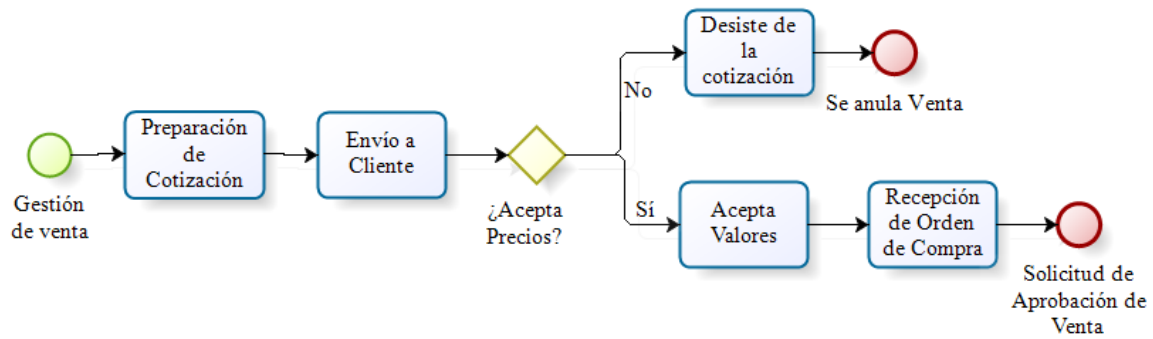 Gestión
de venta
Preparación
de
Cotización
Envío a
Cliente
¿Acepta
Precios?
No
Desiste de
la
cotización
Se anula Venta
Sí
Acepta
Valores
Recepción
de Orden
de Compra
Solicitud de
Aprobación de
Venta